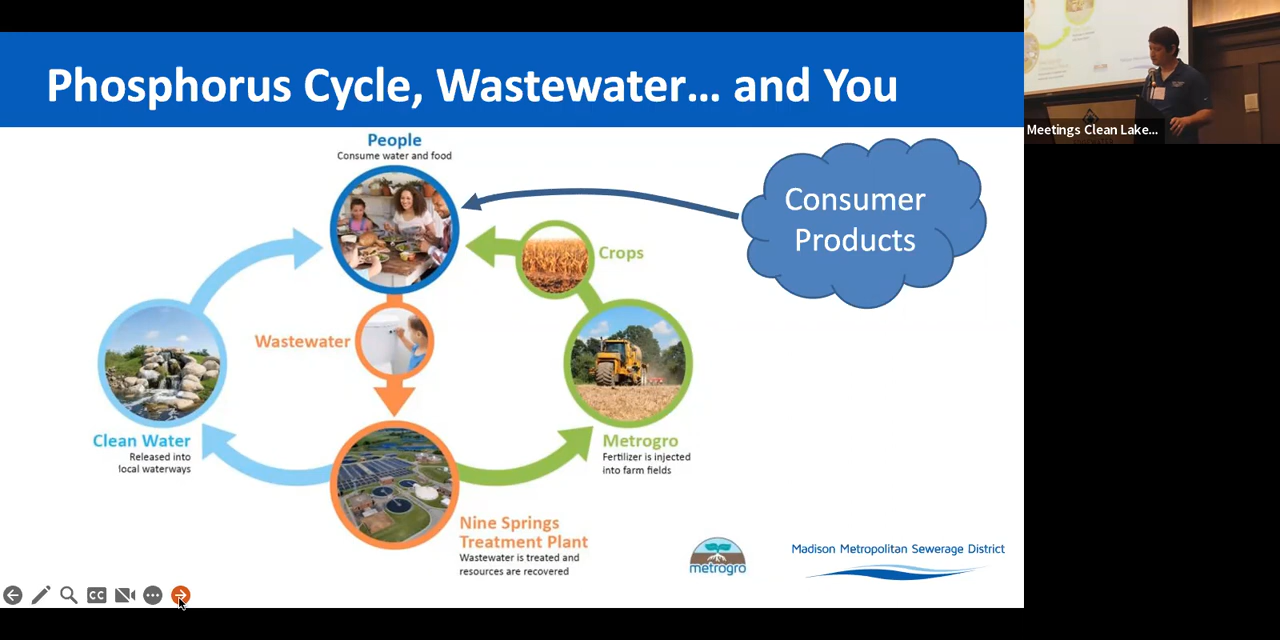 Phosphorus Cycle, Wastewater... and You
People
Consume water and food
Consumer
Products
Crops
Wastewater
Clean Water
Released into
local waterways
Metrogro
Fertilizer is injected
into farm fields
Nine Springs
Treatment Plant
Wastewater is treated and
resources are recovered
metrogro
Madison Metropolitan Sewerage District
CC
Meetings Clean Lake...